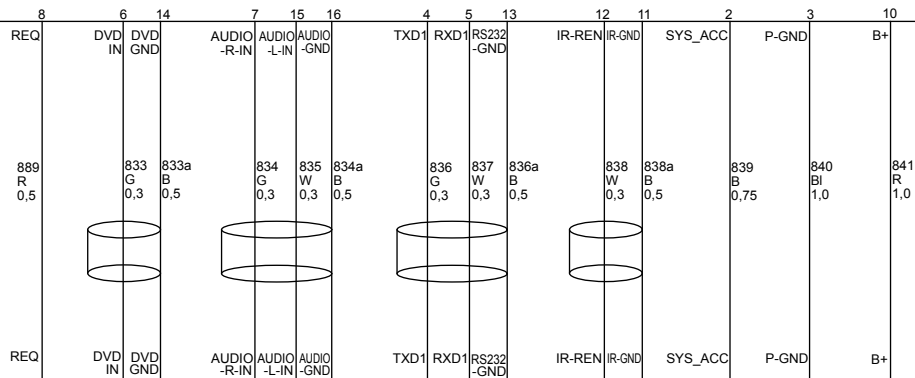 8 6 14 7 15 16 4 5 13 12 11 2 3 10
REQ DVD DVD AUDIO AUDIO AUDIO TXD1 RXD1 RS232 IR-REN IR-GND SYS_ACC P-GND B+
IN GND -R-IN -L-IN -GND -GND
889 833 833a 834 835 834a 836 837 836a 838 838a 839 840 841
R G B G W B G W B W B B Bl R
0,5 0,3 0,5 0,3 0,3 0,5 0,3 0,3 0,5 0,3 0,5 0,75 1,0 1,0
REQ DVD DVD AUDIO AUDIO AUDIO TXD1 RXD1 RS232 IR-REN IR-GND SYS_ACC P-GND B+
IN GND -R-IN -L-IN -GND -GND